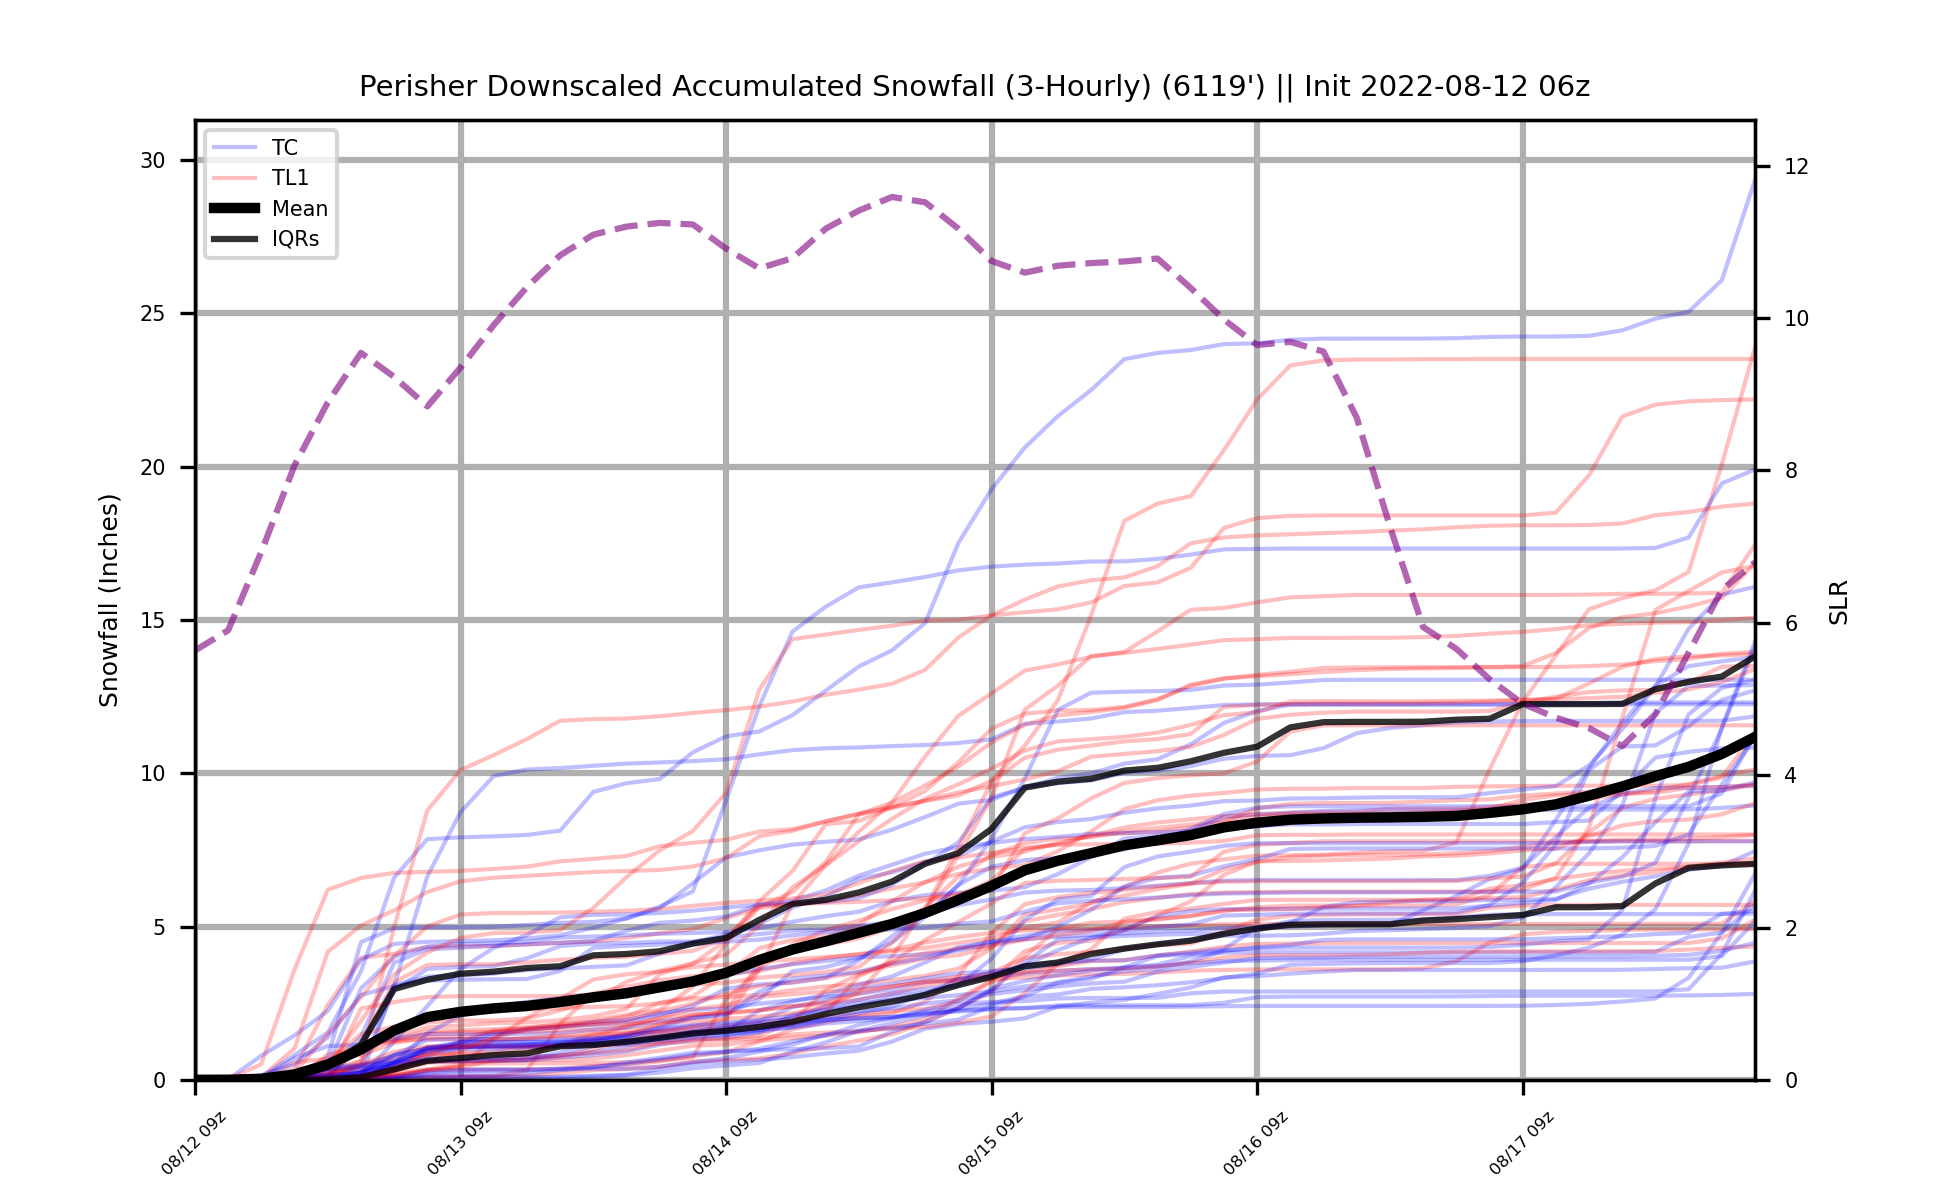 Perisher Downscaled Accumulated Snowfall (3-Hourly) (6119') || Init 2022-08-12 06z
TC
TL1
Mean
IQRs
30
25
20
15
10
5
0
Snowfall (Inches)
12
10
8
6
4
2
0
SLR
08/12 09z
08/13 09z
08/14 09z
08/15 09z
08/16 09z
08/17 09z